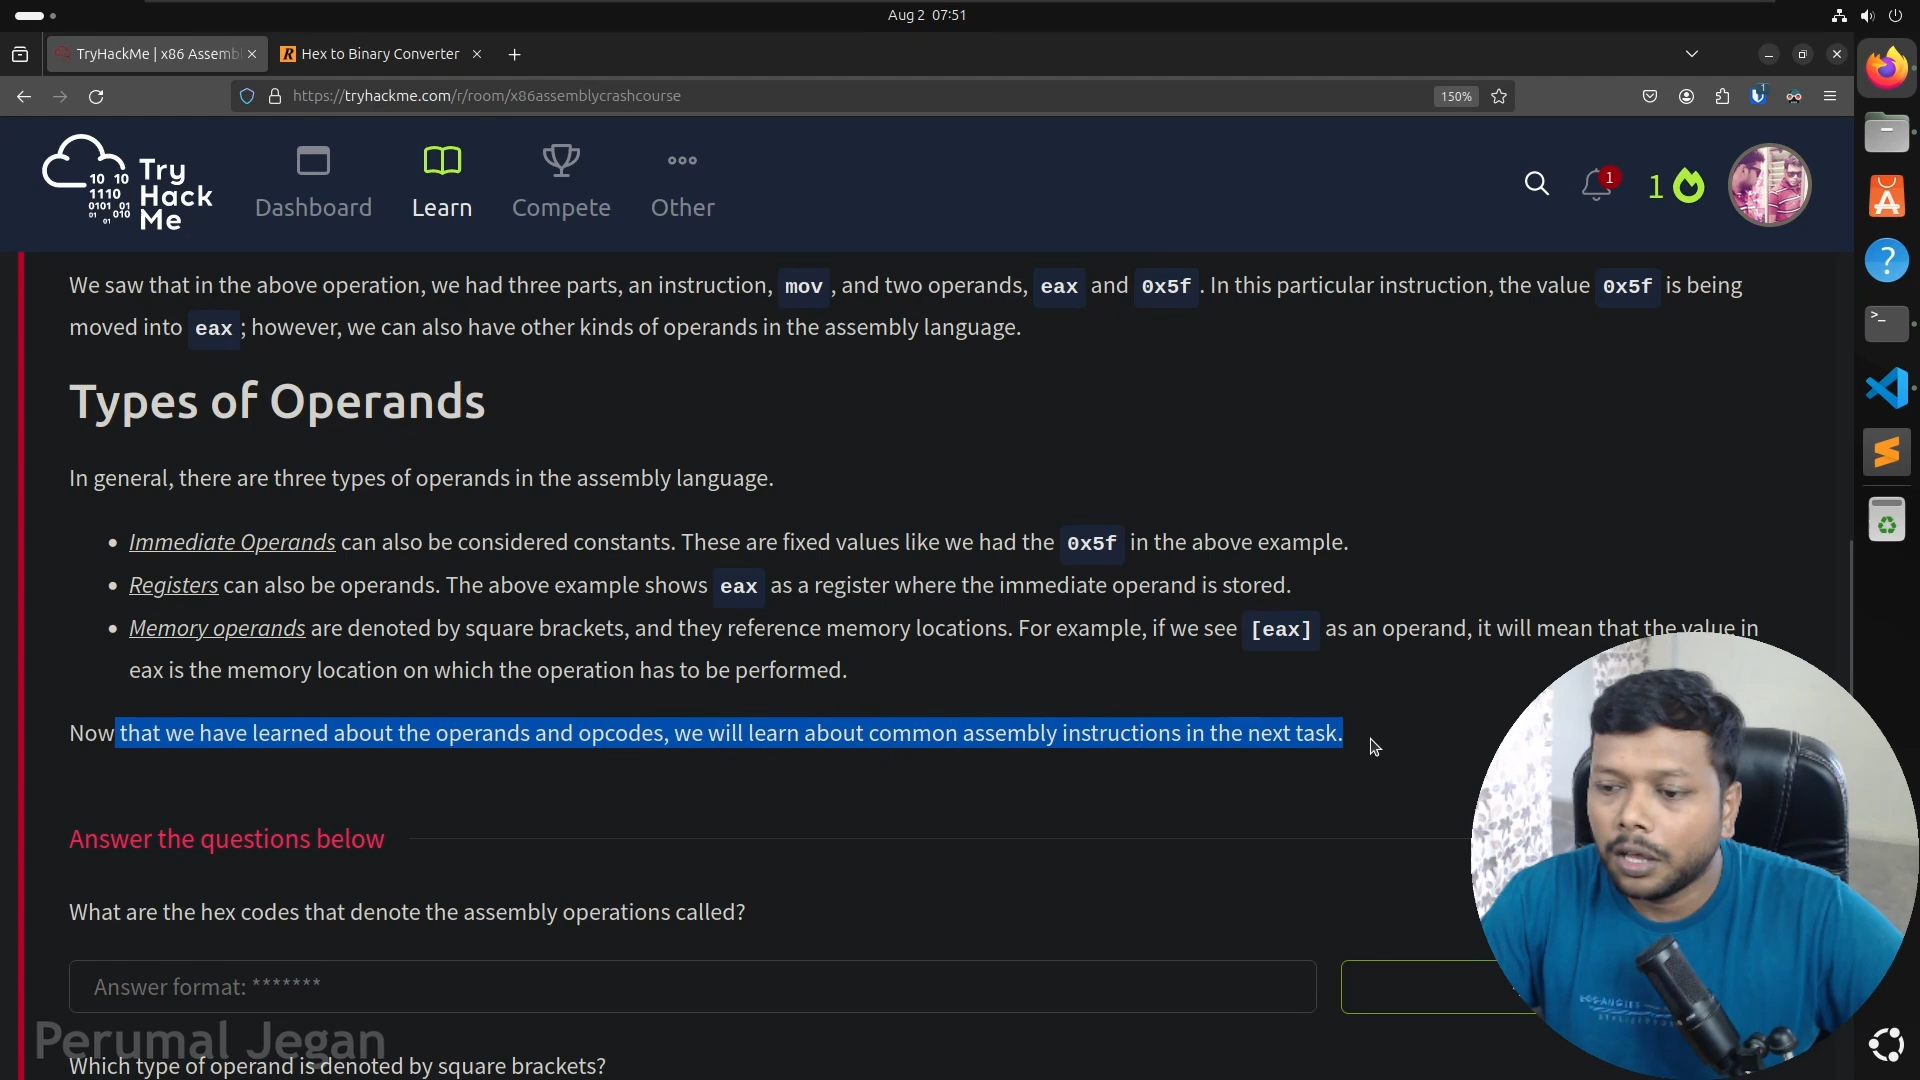 Aug 2 07:51
TryHackMe | x86 Assemb
Hex to Binary Converter
https://tryhackme.com/r/room/x86assemblycrashcourse
150%
Try
Hack
Me
10 10
1110
0101 01
01 010
Dashboard
Learn
Compete
Other
1
1
We saw that in the above operation, we had three parts, an instruction, mov , and two operands, eax and 0x5f . In this particular instruction, the value 0x5f is being
moved into eax ; however, we can also have other kinds of operands in the assembly language.
Types of Operands
In general, there are three types of operands in the assembly language.
• Immediate Operands can also be considered constants. These are fixed values like we had the 0x5f in the above example.
• Registers can also be operands. The above example shows eax as a register where the immediate operand is stored.
• Memory operands are denoted by square brackets, and they reference memory locations. For example, if we see [eax] as an operand, it will mean that the value in
eax is the memory location on which the operation has to be performed.
Now that we have learned about the operands and opcodes, we will learn about common assembly instructions in the next task.
Answer the questions below
What are the hex codes that denote the assembly operations called?
Answer format: *******
Perumal Jegan
Which type of operand is denoted by square brackets?